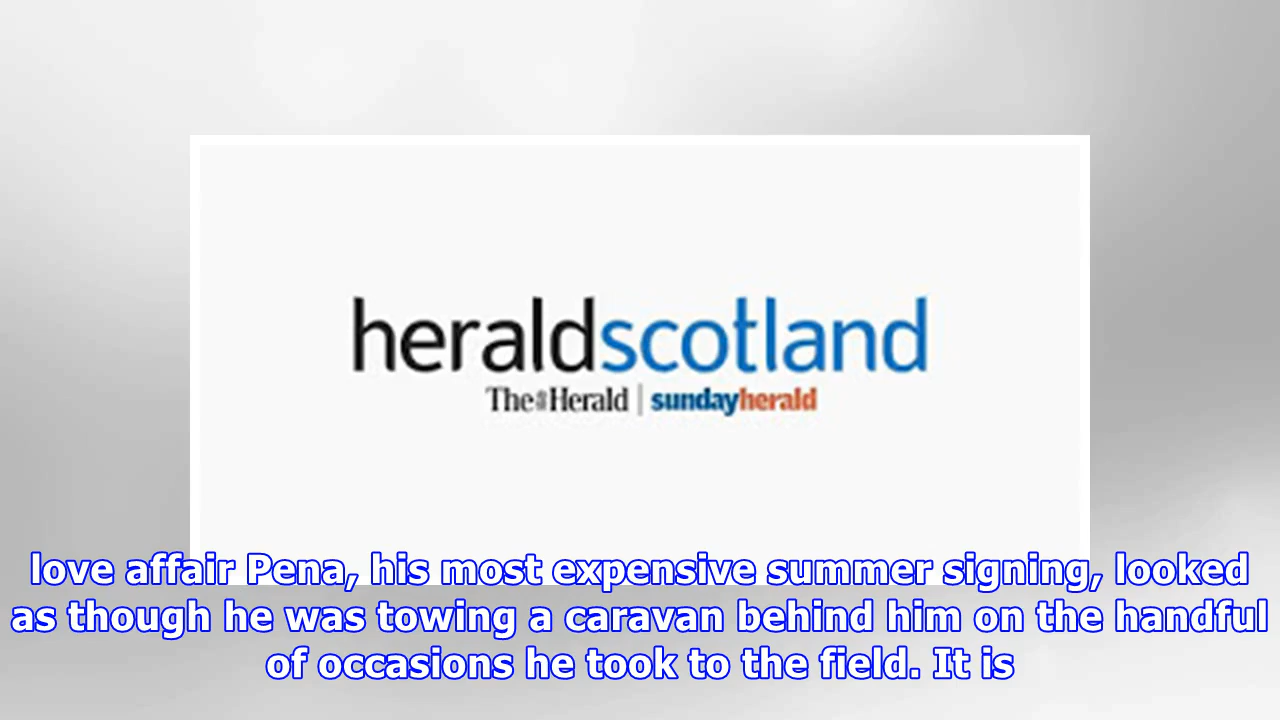 heraldscotland
The Herald | sundayherald
love affair Pena, his most expensive summer signing, looked
as though he was towing a caravan behind him on the handful
of occasions he took to the field. It is